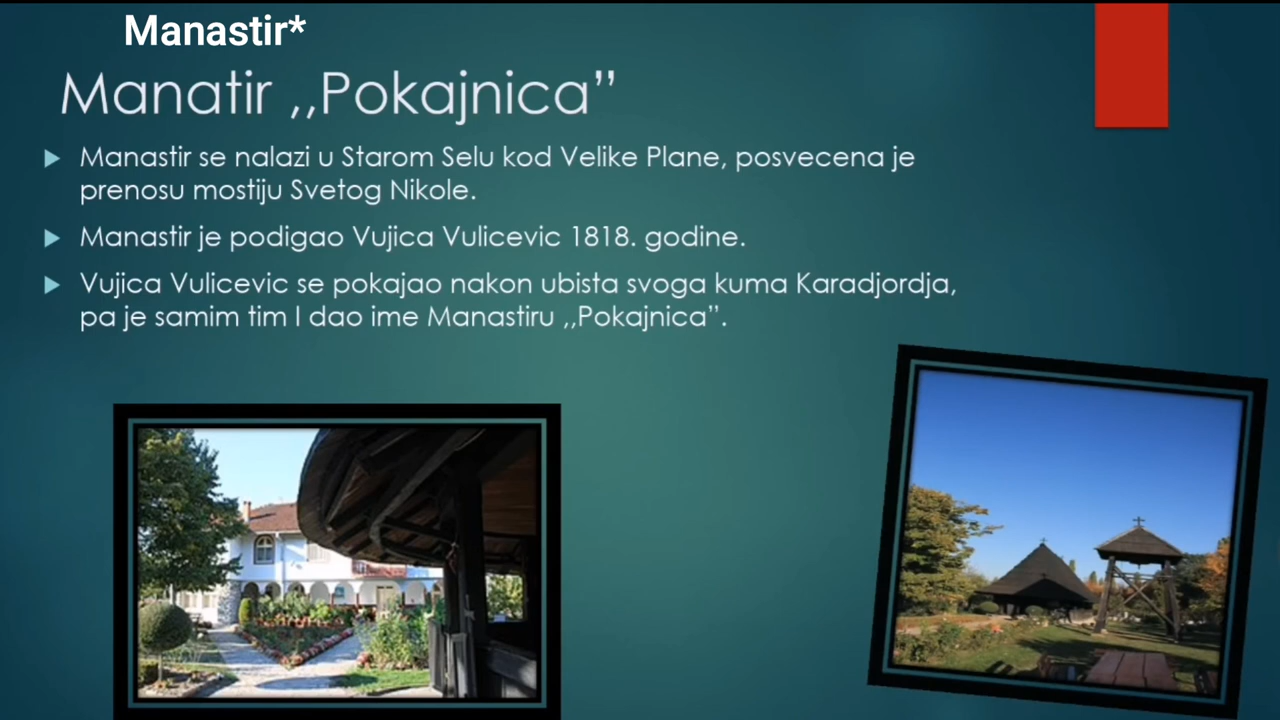 Manastir*
Manatir ,,Pokajnica”
Manastir se nalazi u Starom Selu kod Velike Plane, posvecena je
prenosu mostiju Svetog Nikole.
Manastir je podigao Vujica Vulicevic 1818. godine.
Vujica Vulicevic se pokajao nakon ubista svoga kuma Karadjordja,
pa je samim tim I dao ime Manastiru ,,Pokajnica”.